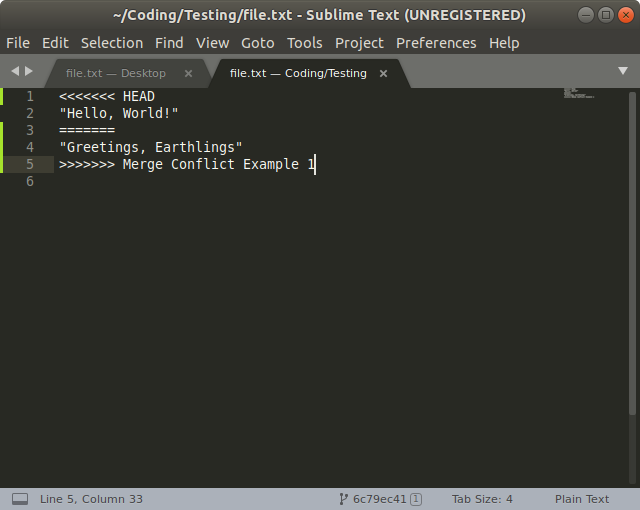 ~/Coding/Testing/file.txt - Sublime Text (UNREGISTERED)
File Edit Selection Find View Goto Tools Project Preferences Help
file.txt — Desktop × file.txt — Coding/Testing ×
1 <<<<<<< HEAD
2 "Hello, World!"
3 =======
4 "Greetings, Earthlings"
5 >>>>>>> Merge Conflict Example 1
6
Line 5, Column 33 6c79ec41 1 Tab Size: 4 Plain Text